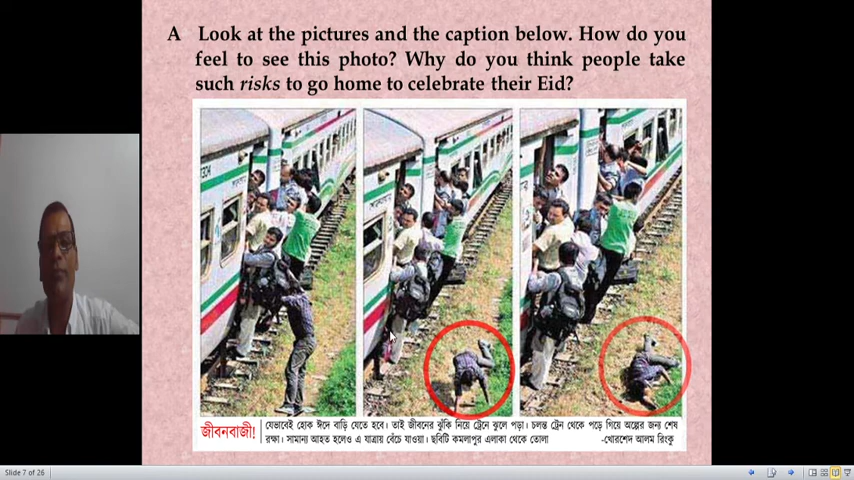 A Look at the pictures and the caption below. How do you
feel to see this photo? Why do you think people take
such risks to go home to celebrate their Eid?
জীবনবাজী!
যেভাবেই হোক ঈদে বাড়ি যেতে হবে। তাই জীবনের ঝুঁকি নিয়ে ট্রেনে ঝুলে পড়া। চলন্ত ট্রেন থেকে পড়ে গিয়ে অল্পের জন্য শেষ
রক্ষা। সামান্য আহত হলেও এ যাত্রায় বেঁচে যাওয়া। ছবিটি কমলাপুর এলাকা থেকে তোলা -খোরশেদ আলম রিংকু
Slide 7 of 26